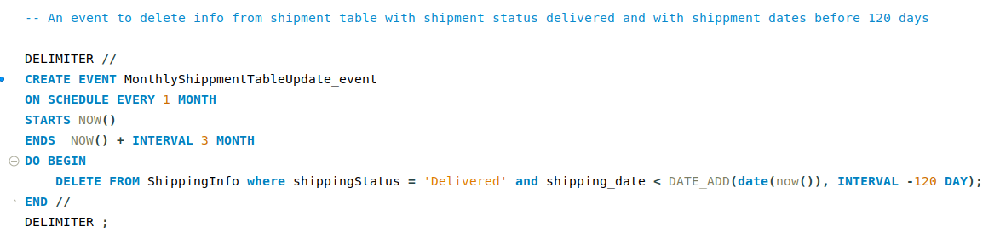 -- An event to delete info from shipment table with shipment status delivered and with shippment dates before 120 days
DELIMITER //
CREATE EVENT MonthlyShippmentTableUpdate_event
ON SCHEDULE EVERY 1 MONTH
STARTS NOW()
ENDS  NOW() + INTERVAL 3 MONTH
DO BEGIN
    DELETE FROM ShippingInfo where shippingStatus = 'Delivered' and shipping_date < DATE_ADD(date(now()), INTERVAL -120 DAY);
END //
DELIMITER ;